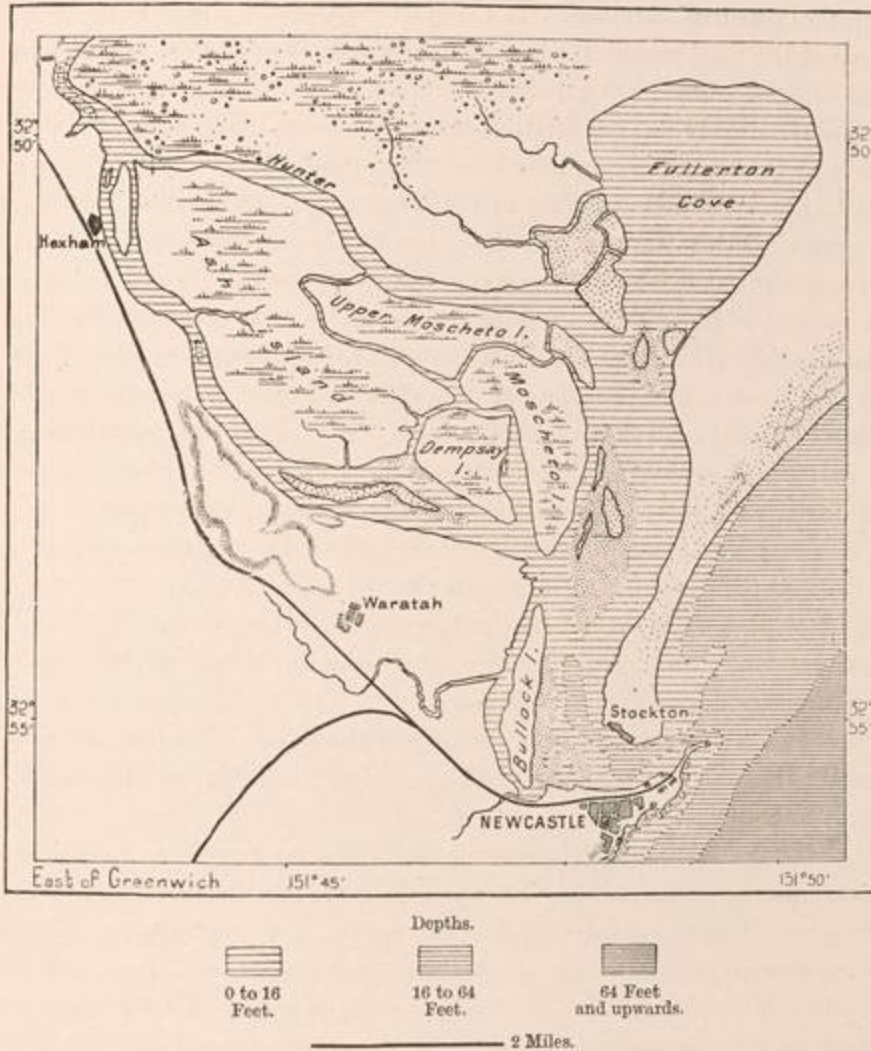 32°
50'
32°
50'
Hunter
Fullerton
Cove
Hexham
Ash
Island
Upper Moscheto I.
Moscheto I.
Dempsay
I.
Waratah
Bullock I.
32°
55'
Stockton
32°
55'
NEWCASTLE
East of Greenwich
151°45'
151°50'
Depths.
0 to 16
Feet.
16 to 64
Feet.
64 Feet
and upwards.
2 Miles.